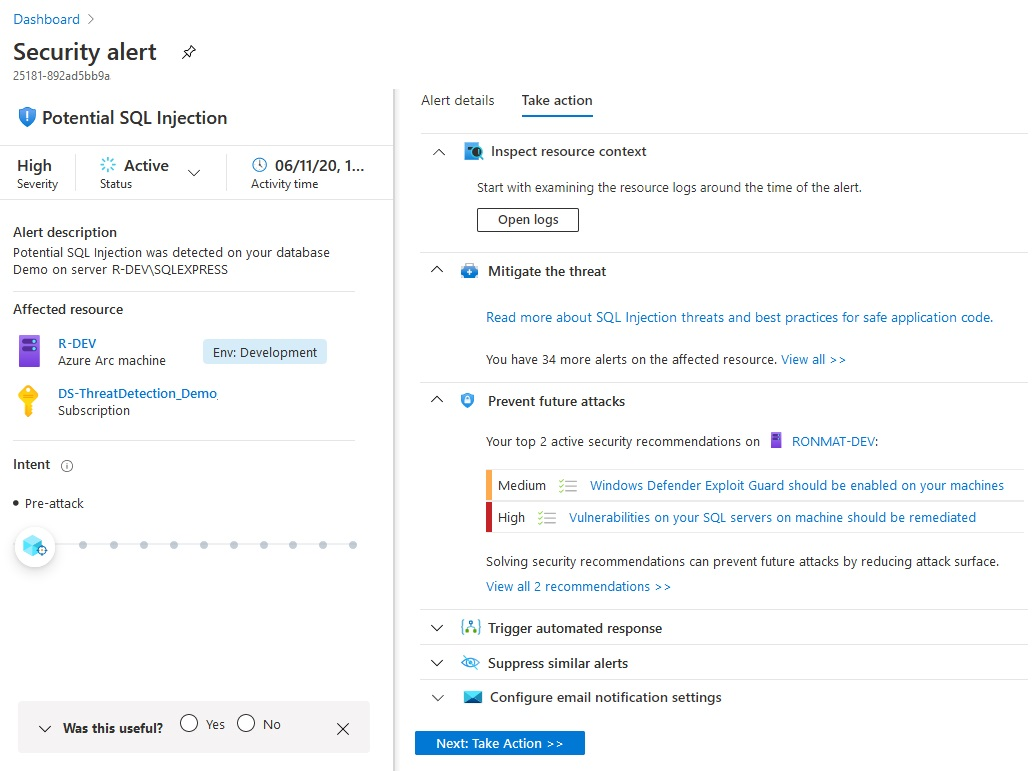 Dashboard >
Security alert
25181-892ad5bb9a
Potential SQL Injection
High
Severity
Active
Status
06/11/20, 1...
Activity time
Alert description
Potential SQL Injection was detected on your database
Demo on server R-DEV\SQLEXPRESS
Affected resource
R-DEV
Azure Arc machine
Env: Development
DS-ThreatDetection_Demo
Subscription
Intent
• Pre-attack
Was this useful?
Yes
No
Alert details
Take action
Inspect resource context
Start with examining the resource logs around the time of the alert.
Open logs
Mitigate the threat
Read more about SQL Injection threats and best practices for safe application code.
You have 34 more alerts on the affected resource. View all >>
Prevent future attacks
Your top 2 active security recommendations on RONMAT-DEV:
Medium Windows Defender Exploit Guard should be enabled on your machines
High Vulnerabilities on your SQL servers on machine should be remediated
Solving security recommendations can prevent future attacks by reducing attack surface.
View all 2 recommendations >>
Trigger automated response
Suppress similar alerts
Configure email notification settings
Next: Take Action >>